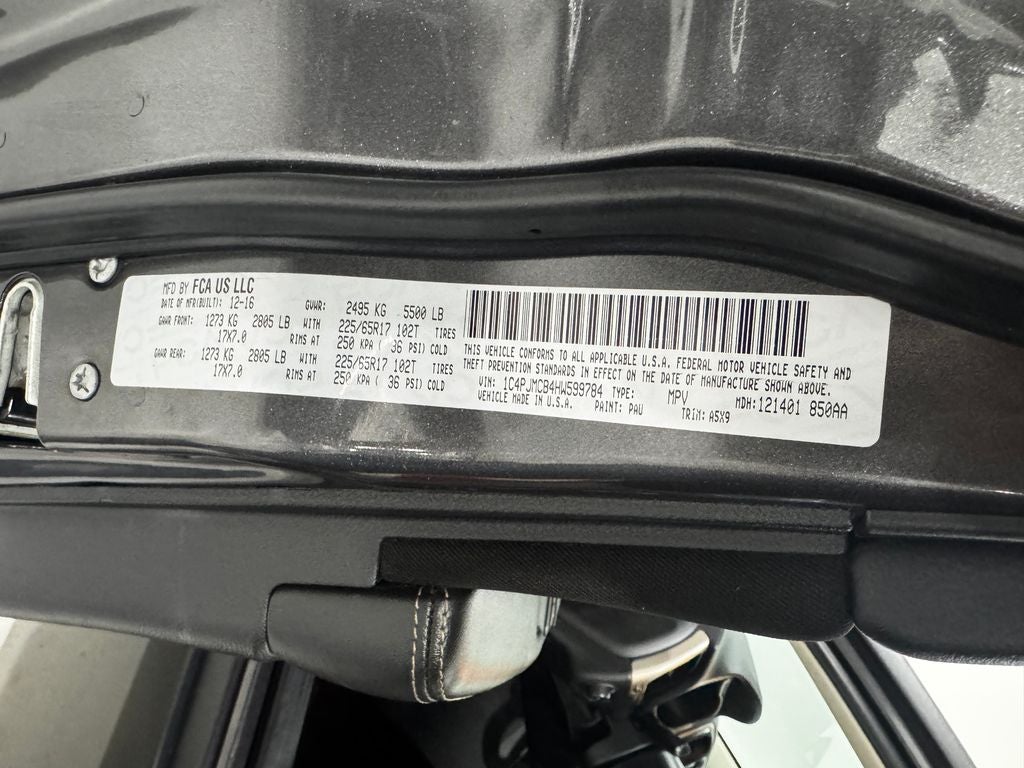 MFD BY FCA US LLC
DATE OF MFR(BUILT): 12-16 GVWR: 2495 KG 5500 LB
GAWR FRONT: 1273 KG 2805 LB WITH 225/65R17 102T TIRES
17X7.0 RIMS AT 250 KPA ( 36 PSI) COLD
GAWR REAR: 1273 KG 2805 LB WITH 225/65R17 102T TIRES
17X7.0 RIMS AT 250 KPA ( 36 PSI) COLD
THIS VEHICLE CONFORMS TO ALL APPLICABLE U.S.A. FEDERAL MOTOR VEHICLE SAFETY AND
THEFT PREVENTION STANDARDS IN EFFECT ON THE DATE OF MANUFACTURE SHOWN ABOVE.
VIN: 1C4PJMCB4HW599784 TYPE: MPV MDH: 121401 850AA
VEHICLE MADE IN U.S.A. PAINT: PAU TRIM: A5X9